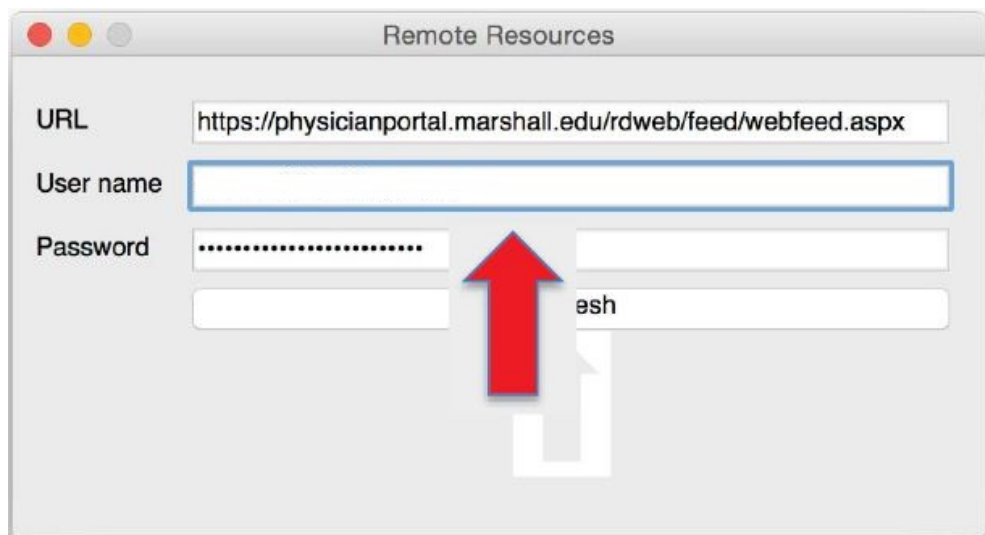 Remote Resources
URL https://physicianportal.marshall.edu/rdweb/feed/webfeed.aspx
User name
Password
esh